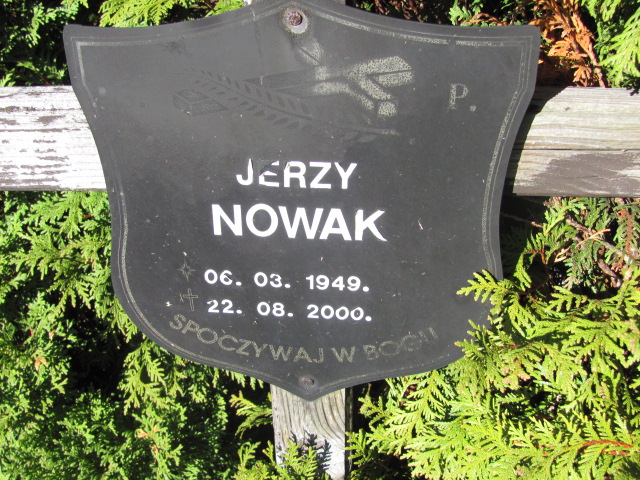 P.
JERZY
NOWAK
06. 03. 1949.
22. 08. 2000.
SPOCZYWAJ W BOGU